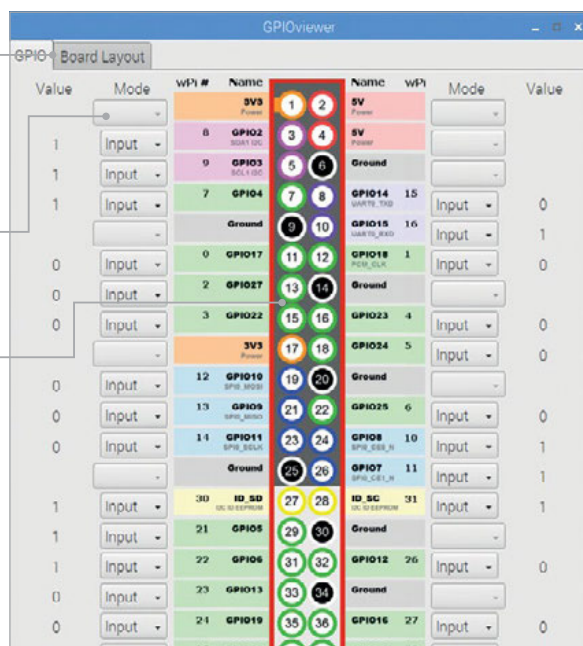 GPIOviewer
GPIO Board Layout
Value Mode wPi # Name Name wPi Mode Value
3V3 1 2 5V
Power Power
1 Input 8 GPIO2 3 4 5V
SDA1 I2C Power
1 Input 9 GPIO3 5 6 Ground
SCL1 I2C
1 Input 7 GPIO4 7 8 GPIO14 15 Input 0
UART0_TXD
Ground 9 10 GPIO15 16 Input 1
UART0_RXD
0 Input 0 GPIO17 11 12 GPIO18 1 Input 0
PCM_CLK
0 Input 2 GPIO27 13 14 Ground
0 Input 3 GPIO22 15 16 GPIO23 4 Input 0
3V3 17 18 GPIO24 5 Input 0
Power
0 Input 12 GPIO10 19 20 Ground
SPI0_MOSI
0 Input 13 GPIO9 21 22 GPIO25 6 Input 0
SPI0_MISO
0 Input 14 GPIO11 23 24 GPIO8 10 Input 1
SPI0_SCLK SPI0_CE0_N
Ground 25 26 GPIO7 11 Input 1
SPI0_CE1_N
1 Input 30 ID_SD 27 28 ID_SC 31 Input 1
I2C ID EEPROM I2C ID EEPROM
1 Input 21 GPIO5 29 30 Ground
1 Input 22 GPIO6 31 32 GPIO12 26 Input 0
0 Input 23 GPIO13 33 34 Ground
0 Input 24 GPIO19 35 36 GPIO16 27 Input 0